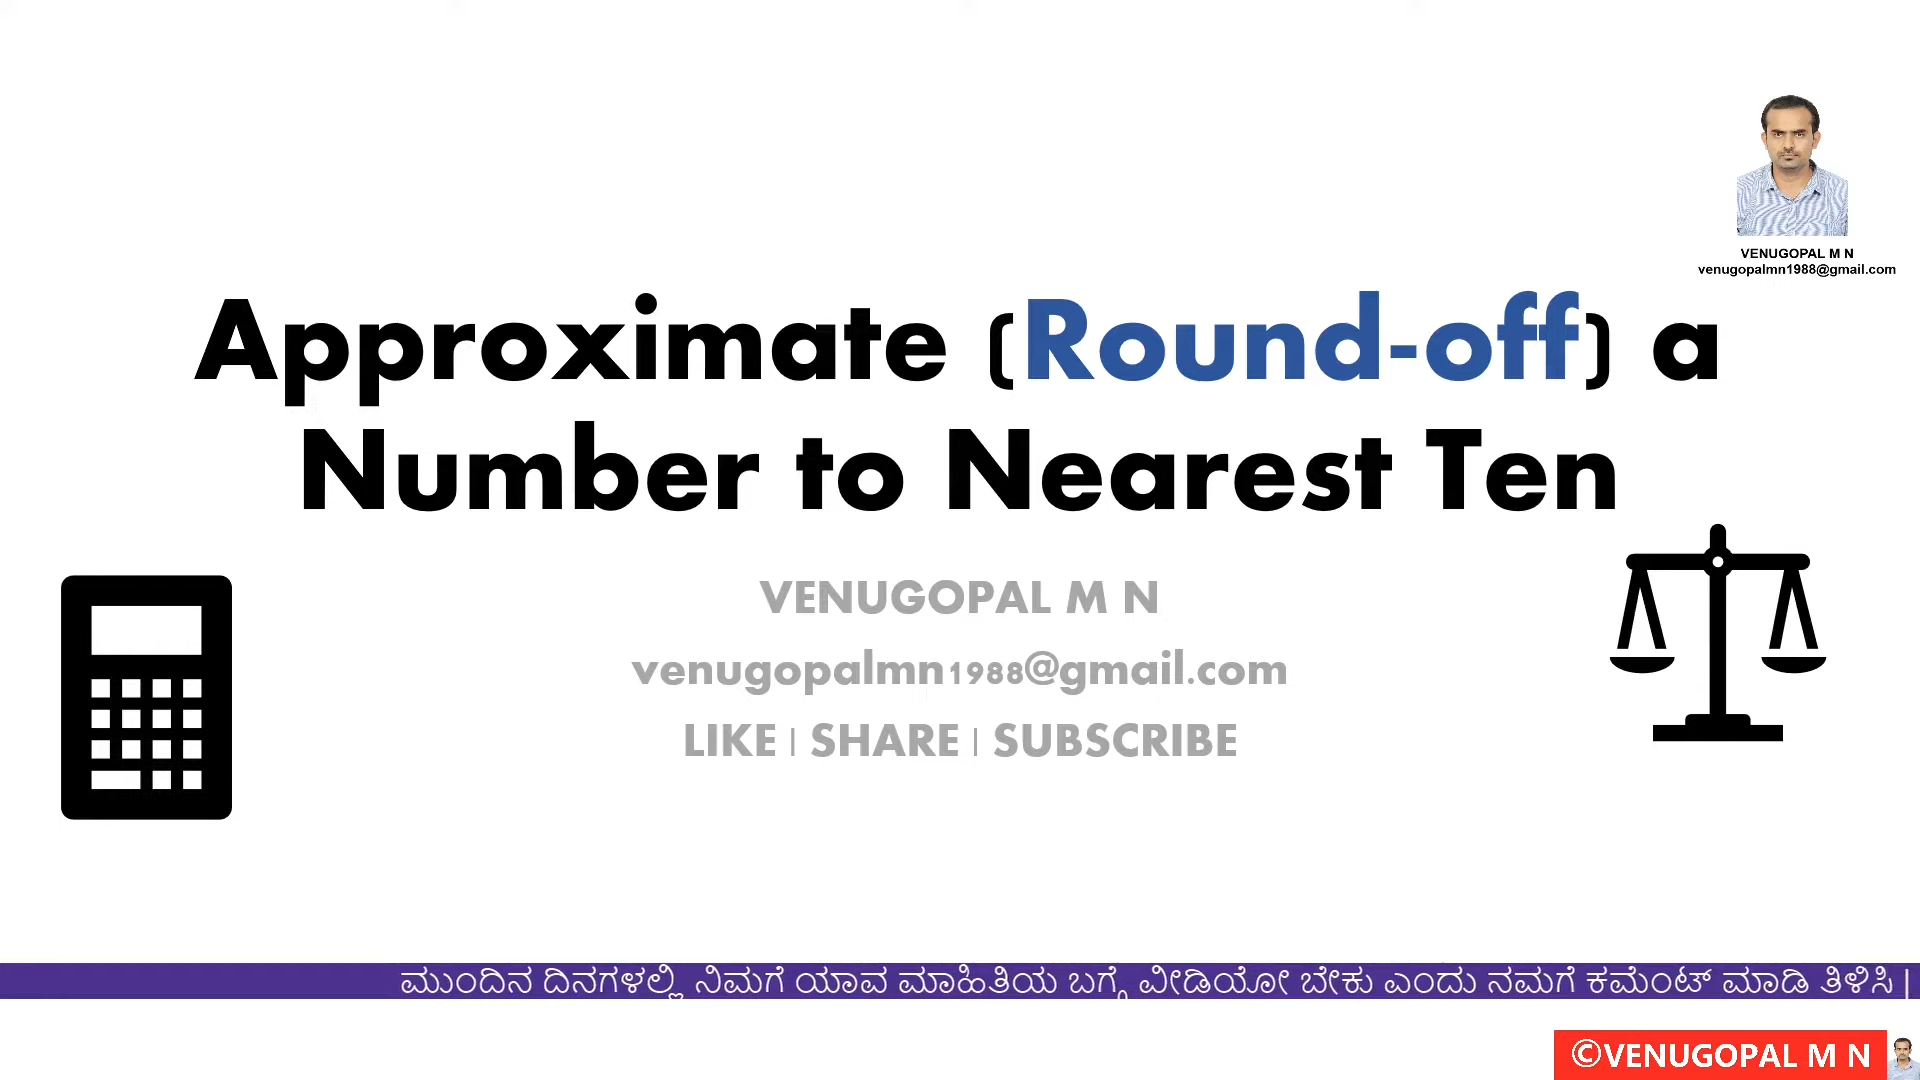 VENUGOPAL M N
venugopalmn1988@gmail.com
Approximate (Round-off) a
Number to Nearest Ten
VENUGOPAL M N
venugopalmn1988@gmail.com
LIKE | SHARE | SUBSCRIBE
ಮುಂದಿನ ದಿನಗಳಲ್ಲಿ ನಿಮಗೆ ಯಾವ ಮಾಹಿತಿಯ ಬಗ್ಗೆ ವೀಡಿಯೋ ಬೇಕು ಎಂದು ನಮಗೆ ಕಮೆಂಟ್ ಮಾಡಿ ತಿಳಿಸಿ |
©VENUGOPAL M N